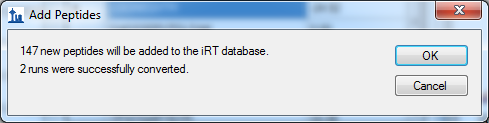 Add Peptides
147 new peptides will be added to the iRT database.
2 runs were successfully converted.
OK
Cancel